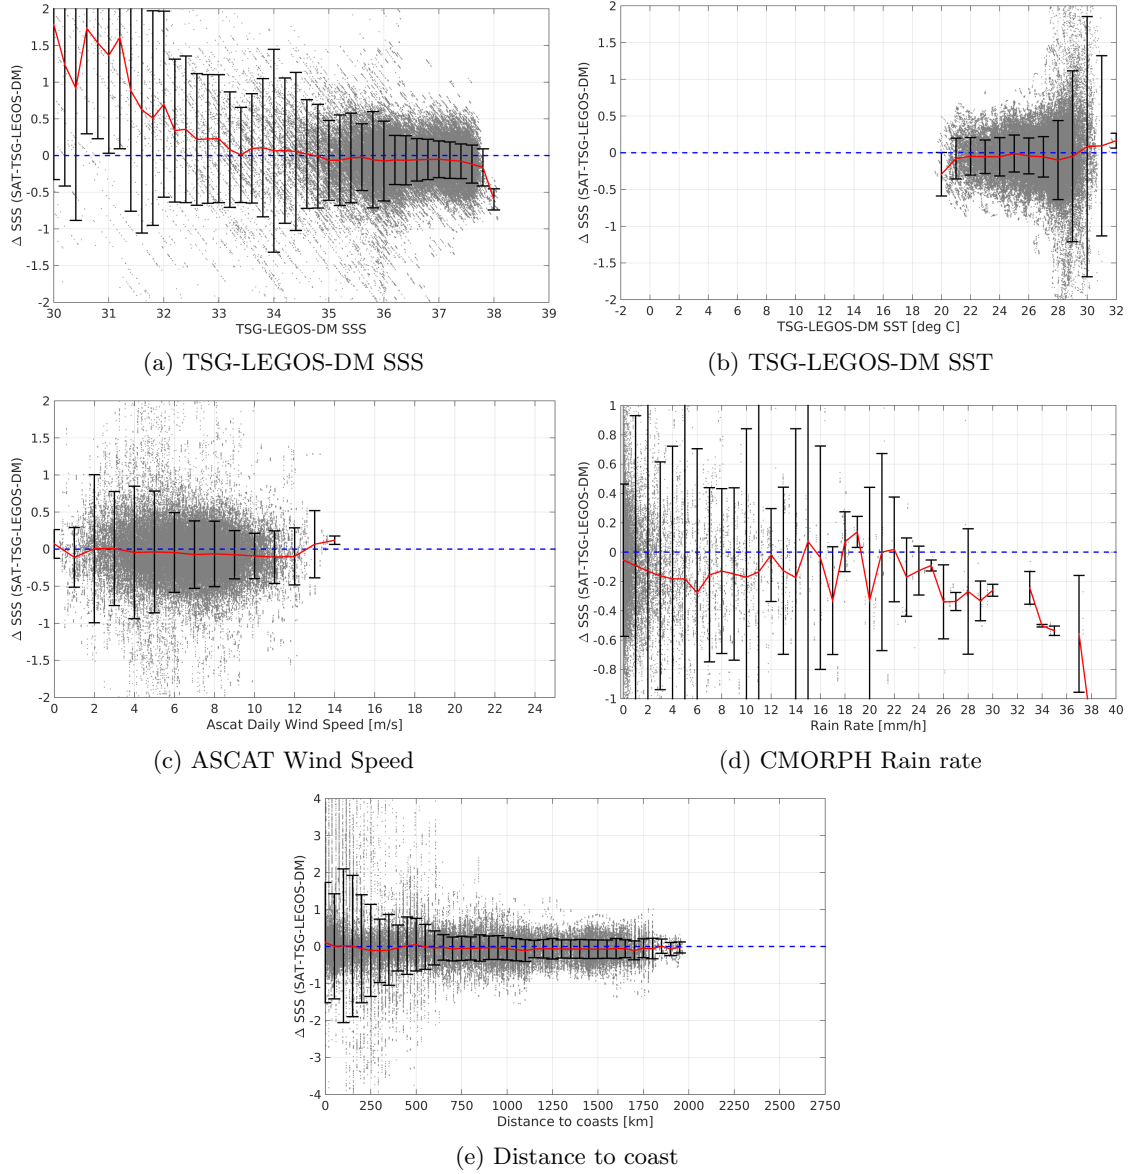 2
1.5
1
0.5
0
-0.5
-1
-1.5
-2
Δ SSS (SAT-TSG-LEGOS-DM)
30 31 32 33 34 35 36 37 38 39
TSG-LEGOS-DM SSS
(a) TSG-LEGOS-DM SSS
2
1.5
1
0.5
0
-0.5
-1
-1.5
-2
Δ SSS (SAT-TSG-LEGOS-DM)
-2 0 2 4 6 8 10 12 14 16 18 20 22 24 26 28 30 32
TSG-LEGOS-DM SST [deg C]
(b) TSG-LEGOS-DM SST
2
1.5
1
0.5
0
-0.5
-1
-1.5
-2
Δ SSS (SAT-TSG-LEGOS-DM)
0 2 4 6 8 10 12 14 16 18 20 22 24
Ascat Daily Wind Speed [m/s]
(c) ASCAT Wind Speed
1
0.8
0.6
0.4
0.2
0
-0.2
-0.4
-0.6
-0.8
-1
Δ SSS (SAT-TSG-LEGOS-DM)
0 2 4 6 8 10 12 14 16 18 20 22 24 26 28 30 32 34 36 38 40
Rain Rate [mm/h]
(d) CMORPH Rain rate
4
3
2
1
0
-1
-2
-3
-4
Δ SSS (SAT-TSG-LEGOS-DM)
0 250 500 750 1000 1250 1500 1750 2000 2250 2500 2750
Distance to coasts [km]
(e) Distance to coast